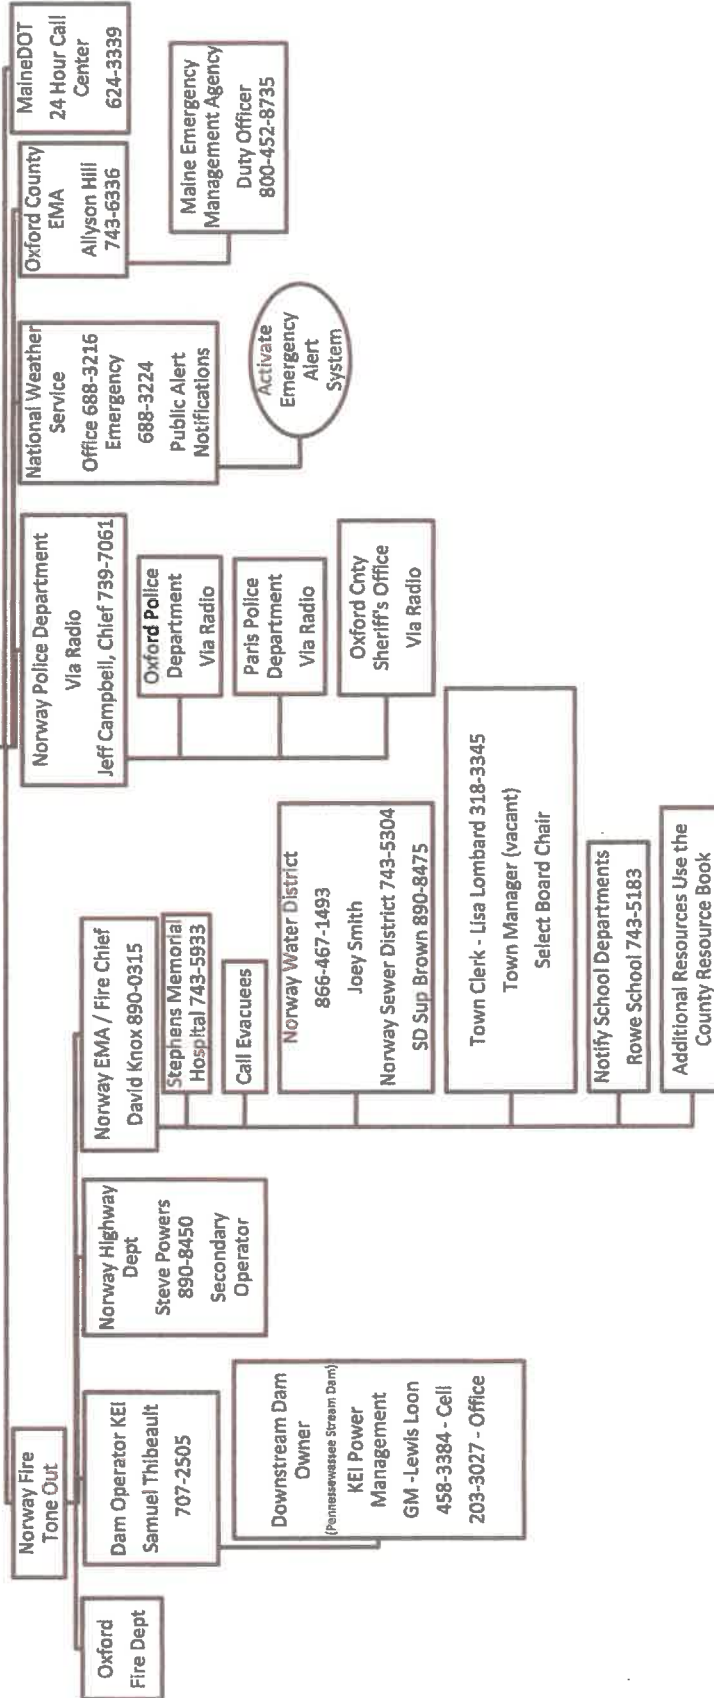 Norway Fire
Tone Out
Oxford
Fire Dept
Dam Operator KEI
Samuel Thibeault
707-2505
Downstream Dam
Owner
(Pennessewassee Stream Dam)
KEI Power
Management
GM -Lewis Loon
458-3384 - Cell
203-3027 - Office
Norway Highway
Dept
Steve Powers
890-8450
Secondary
Operator
Norway EMA / Fire Chief
David Knox 890-0315
Stephens Memorial
Hospital 743-5933
Call Evacuees
Norway Water District
866-467-1493
Joey Smith
Norway Sewer District 743-5304
SD Sup Brown 890-8475
Town Clerk - Lisa Lombard 318-3345
Town Manager (vacant)
Select Board Chair
Notify School Departments
Rowe School 743-5183
Additional Resources Use the
County Resource Book
Norway Police Department
Via Radio
Jeff Campbell, Chief 739-7061
Oxford Police
Department
Via Radio
Paris Police
Department
Via Radio
Oxford Cnty
Sheriff's Office
Via Radio
National Weather
Service
Office 688-3216
Emergency
688-3224
Public Alert
Notifications
Activate
Emergency
Alert
System
Oxford County
EMA
Allyson Hill
743-6336
Maine Emergency
Management Agency
Duty Officer
800-452-8735
MaineDOT
24 Hour Call
Center
624-3339